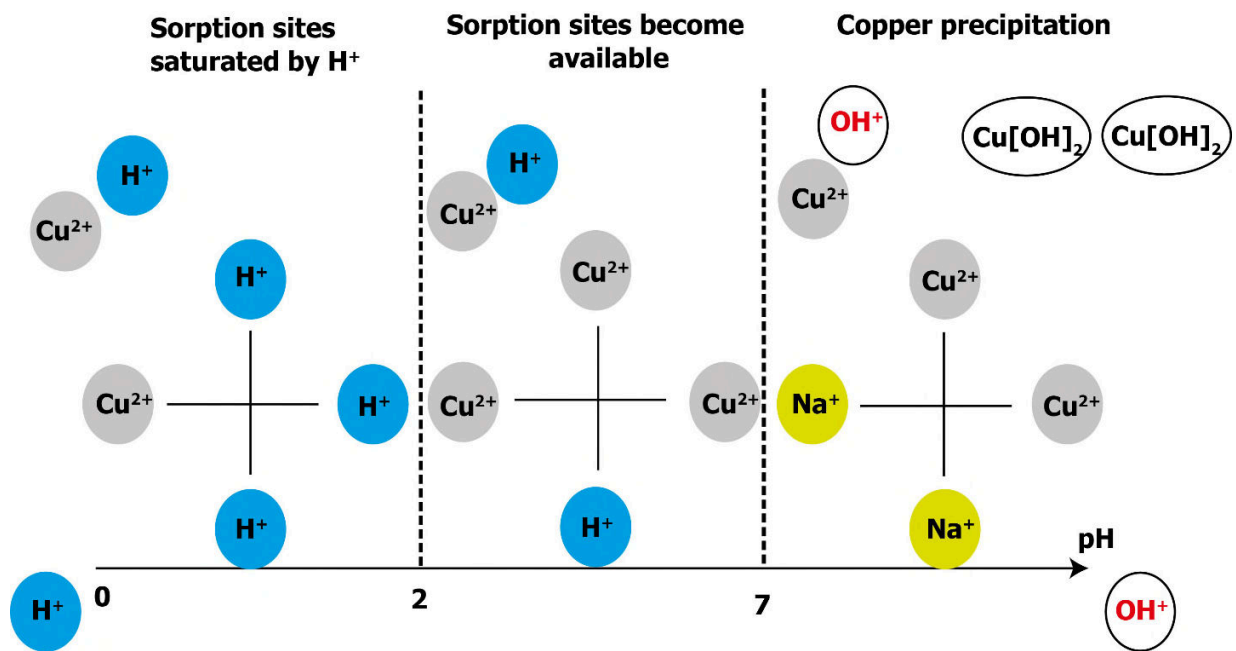 Sorption sites
saturated by H⁺
Sorption sites become
available
Copper precipitation
H⁺
Cu²⁺
H⁺
Cu²⁺
H⁺
H⁺
H⁺
Cu²⁺
Cu²⁺
Cu²⁺
Cu²⁺
H⁺
OH⁺
Cu[OH]₂
Cu[OH]₂
Cu²⁺
Cu²⁺
Na⁺
Cu²⁺
Na⁺
pH
H⁺
0
2
7
OH⁺